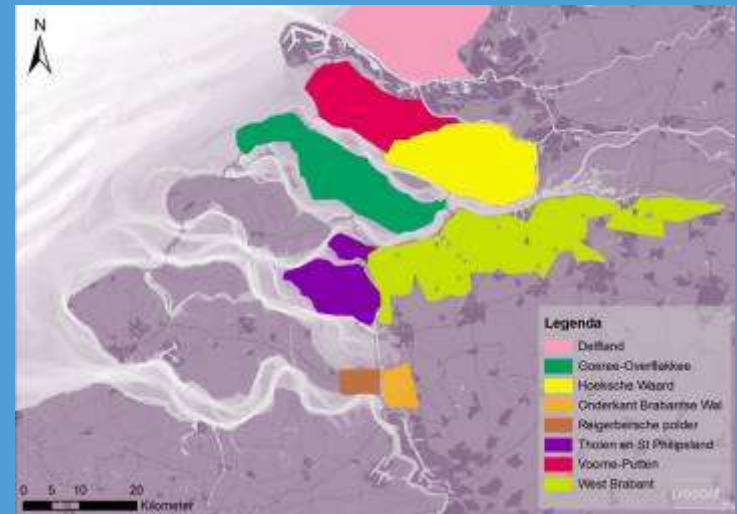 N
Legenda
Delfland
Goeree-Overflakkee
Hoeksche Waard
Onderkant Brabantse Wal
Reigerbersche polder
Tholen en St Philipsland
Voorne-Putten
West Brabant
0 5 10 20
Kilometer